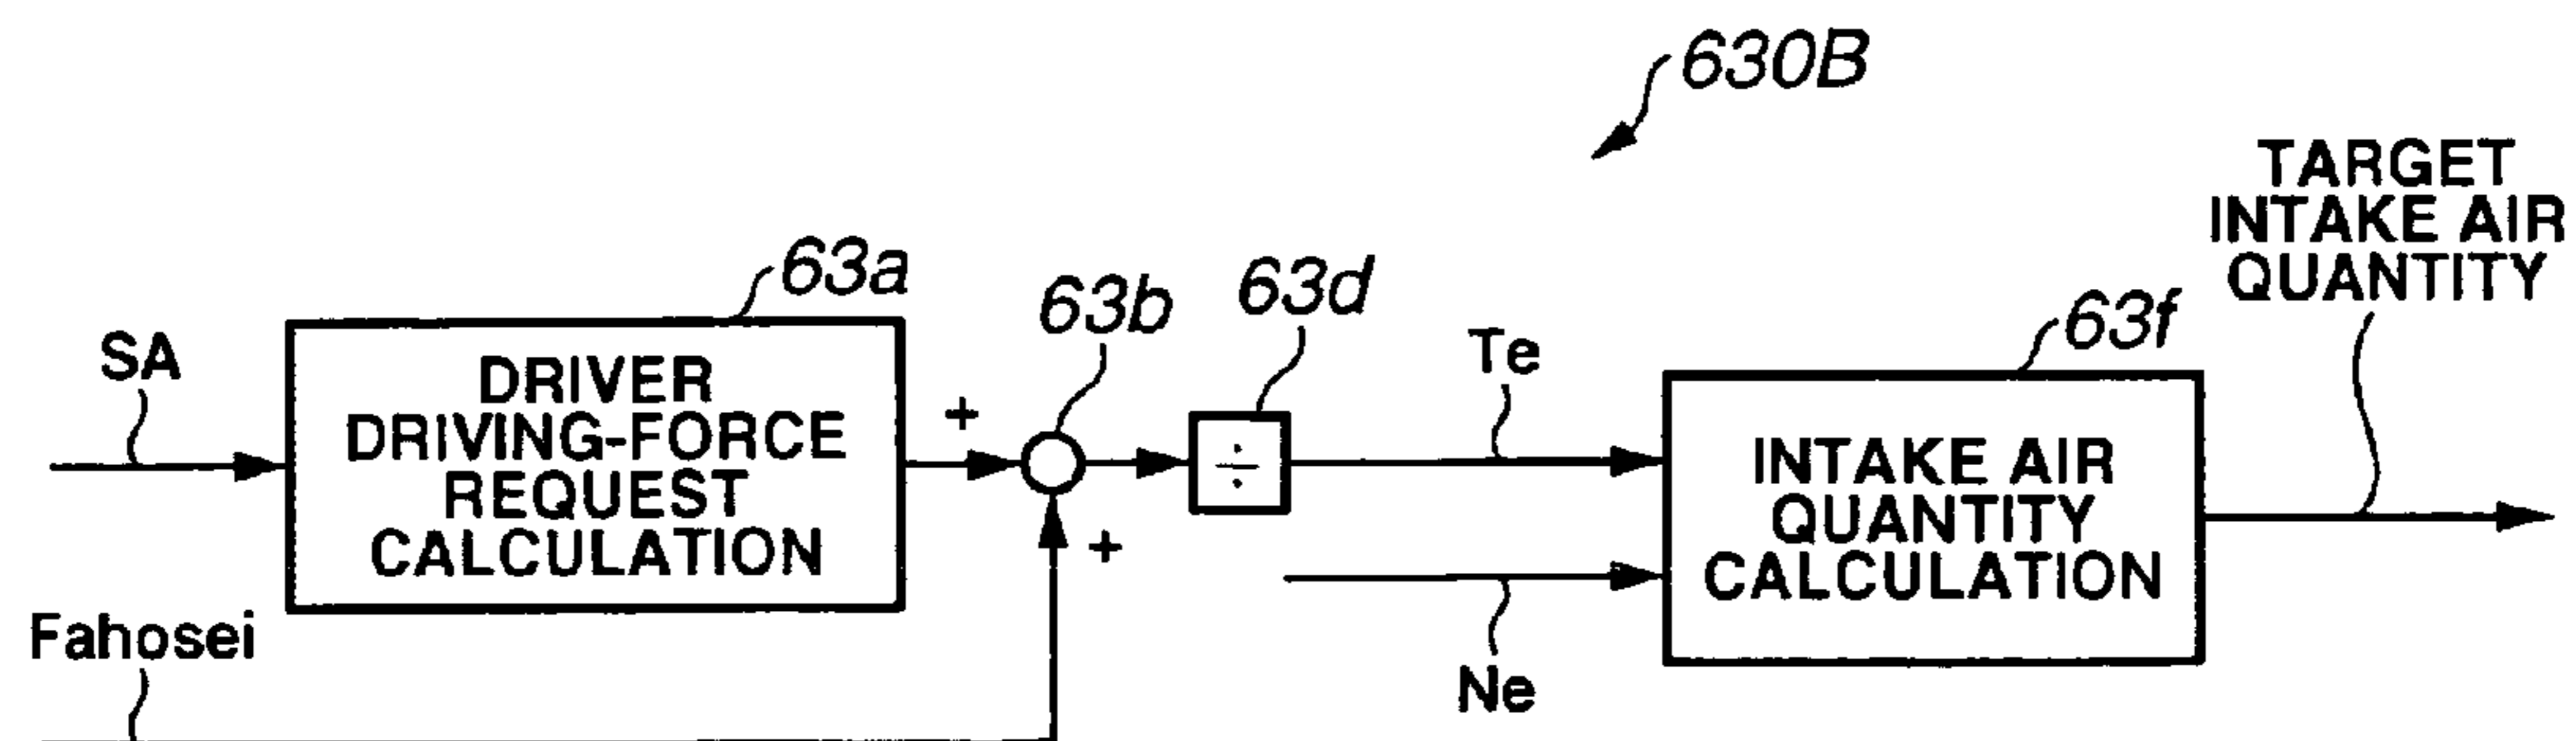 630B
TARGET
INTAKE AIR
QUANTITY
63a
63b
63d
63f
SA
DRIVER
DRIVING-FORCE
REQUEST
CALCULATION
+
÷
Te
INTAKE AIR
QUANTITY
CALCULATION
+
Fahosei
Ne